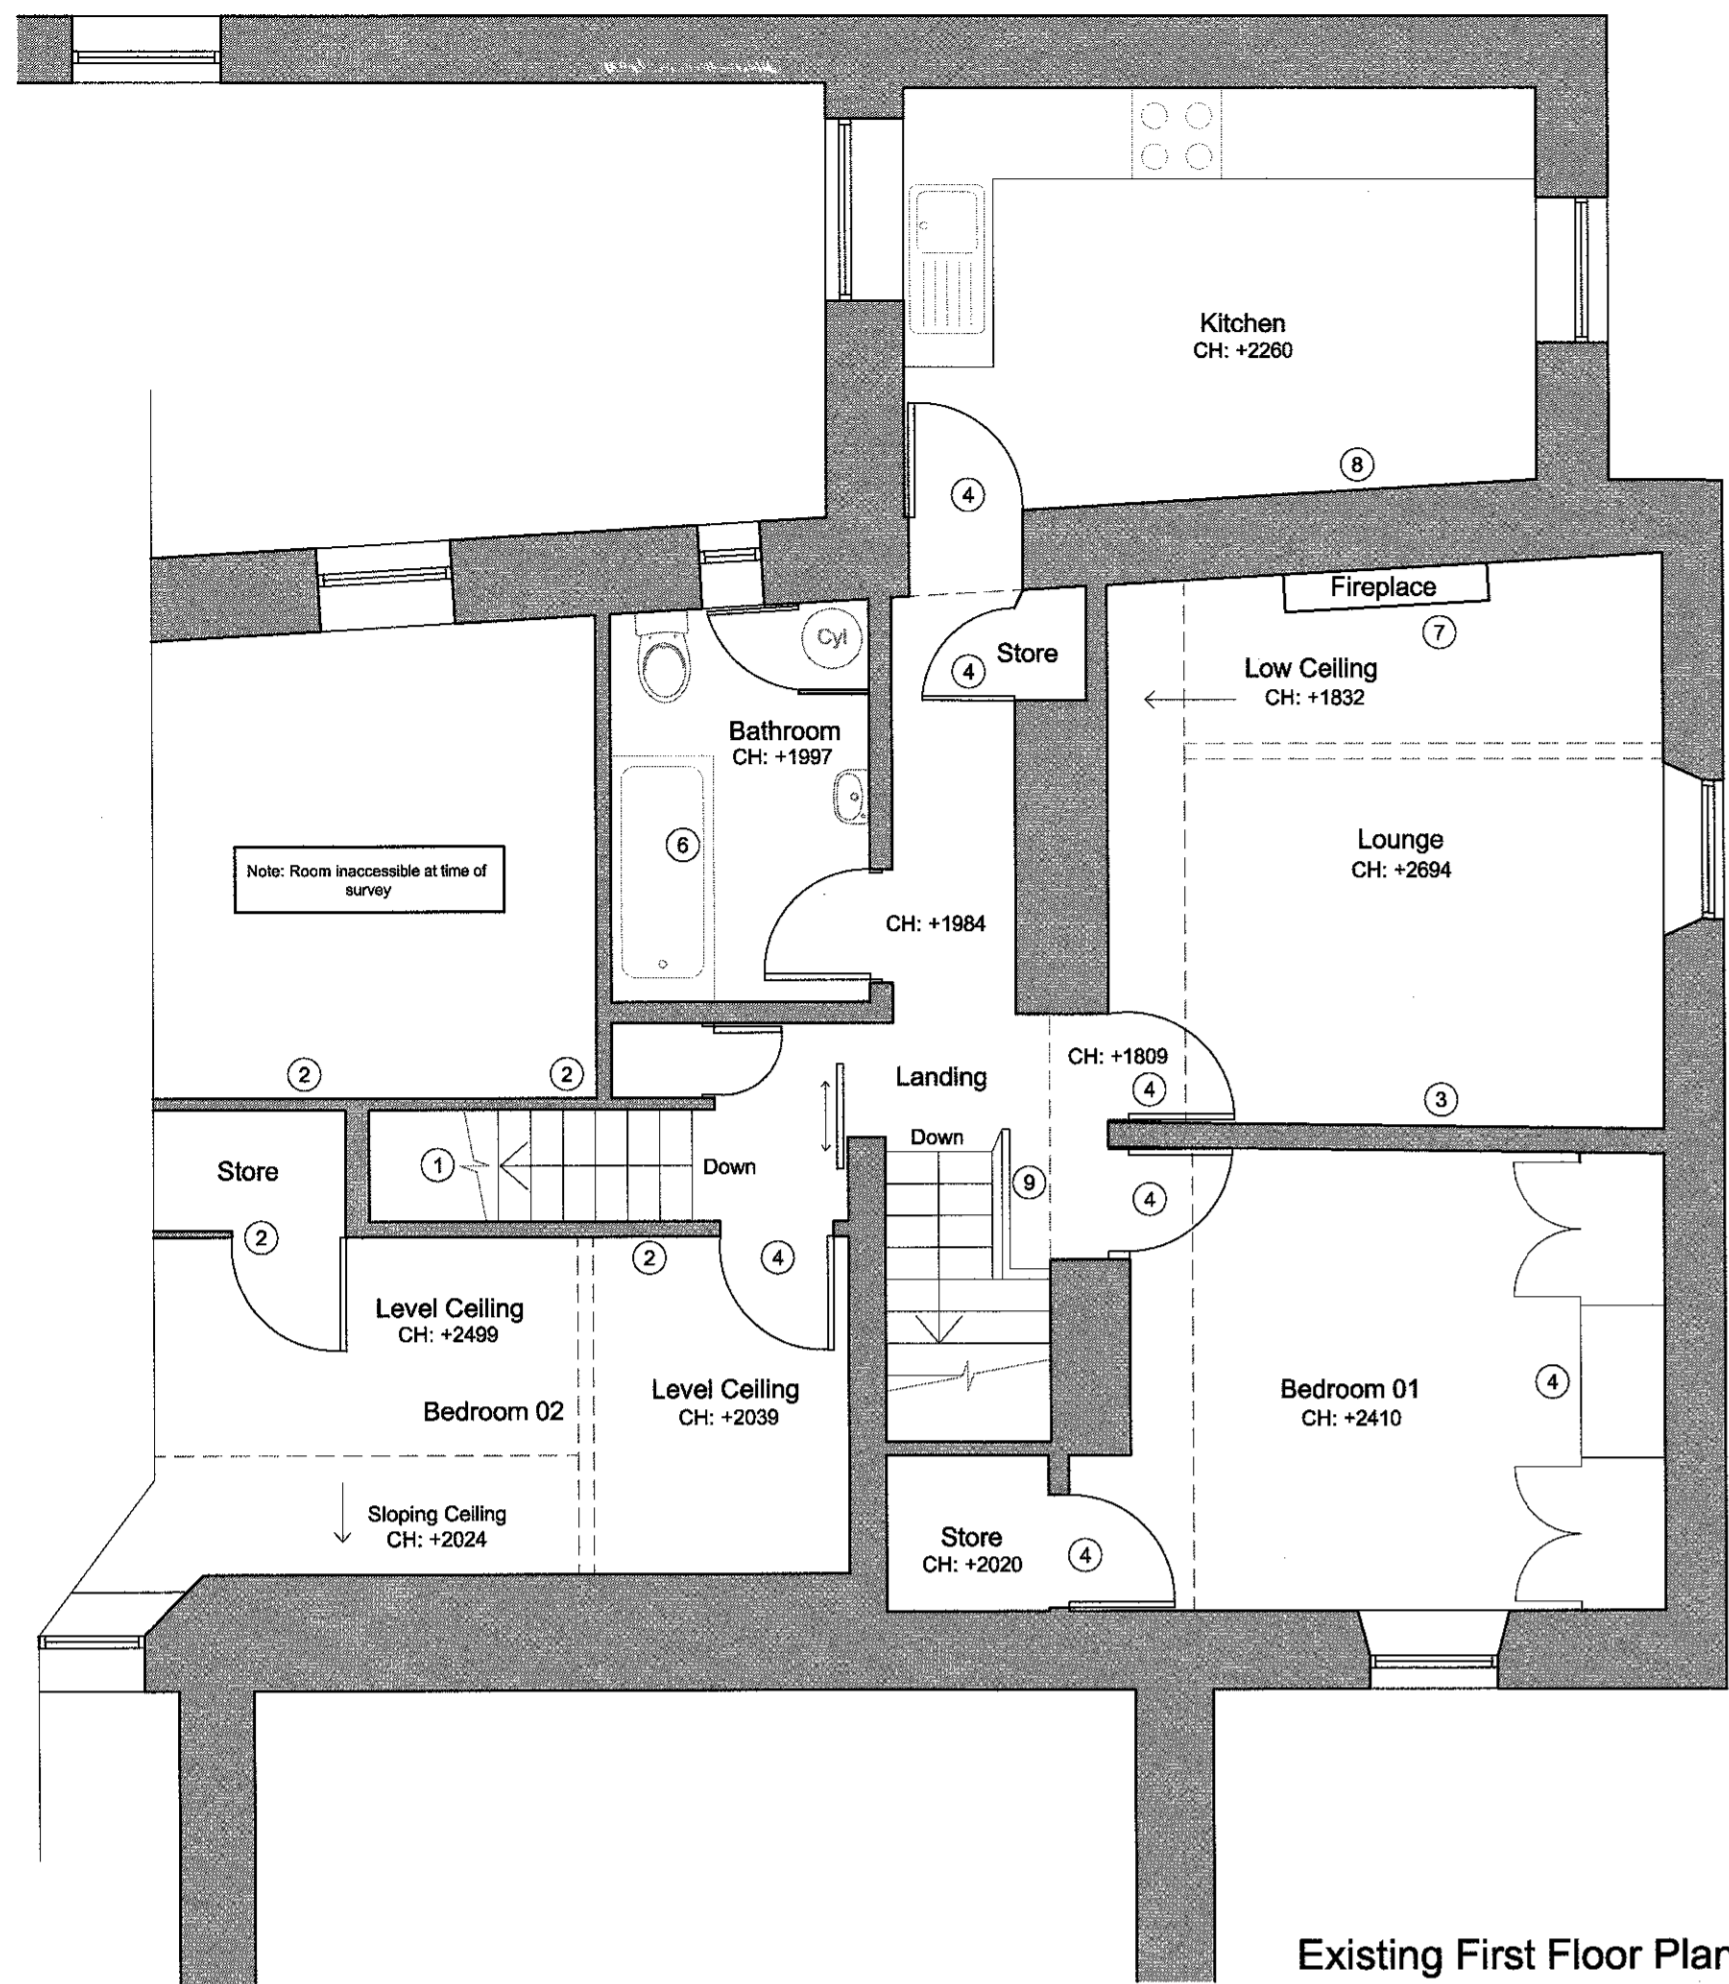 Kitchen
CH: +2260
8
4
Fireplace
7
Cyl
4
Store
Low Ceiling
CH: +1832
Bathroom
CH: +1997
6
Lounge
CH: +2694
Note: Room inaccessible at time of
survey
CH: +1984
2
2
Landing
CH: +1809
4
3
Store
2
1
Down
Down
9
4
2
4
Level Ceiling
CH: +2499
Level Ceiling
CH: +2039
Bedroom 02
Bedroom 01
CH: +2410
4
Sloping Ceiling
CH: +2024
Store
CH: +2020
4
Existing First Floor Plan